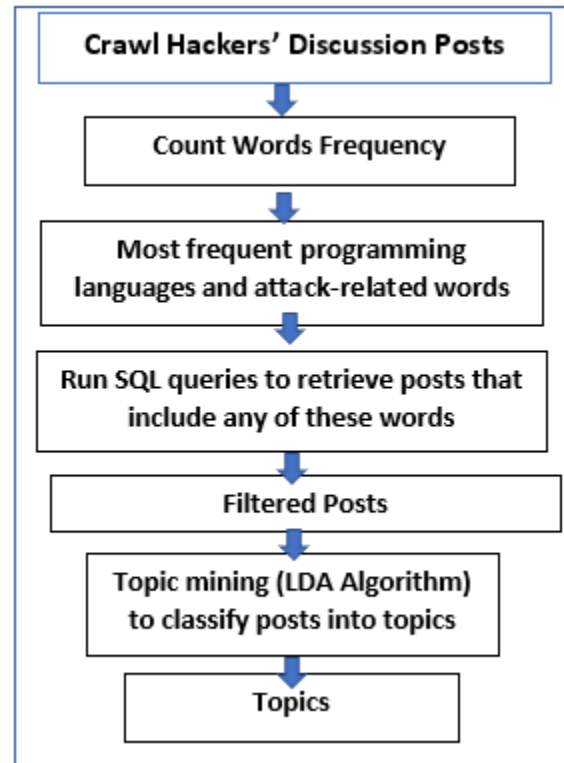 Crawl Hackers’ Discussion Posts
Count Words Frequency
Most frequent programming
languages and attack-related words
Run SQL queries to retrieve posts that
include any of these words
Filtered Posts
Topic mining (LDA Algorithm)
to classify posts into topics
Topics